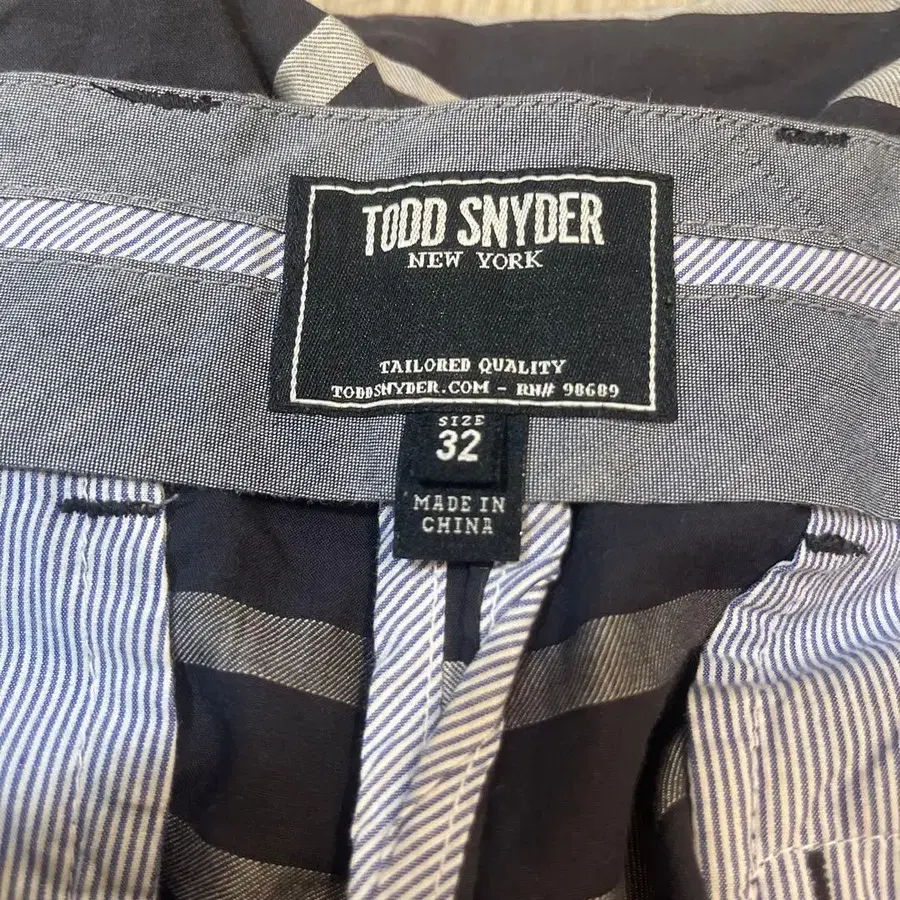 TODD SNYDER
NEW YORK
TAILORED QUALITY
TODDSNYDER.COM - RN# 98689
SIZE
32
MADE IN
CHINA